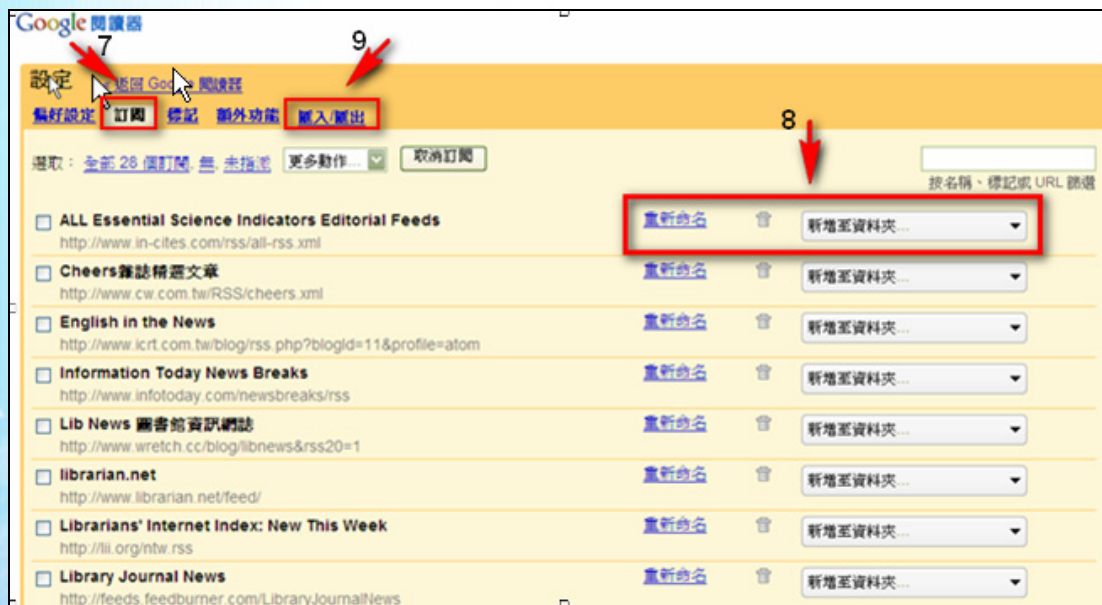 Google 閱讀器
7
9
設定 返回 Google 閱讀器
偏好設定 訂閱 標記 額外功能 匯入/匯出
8
選取： 全部 28 個訂閱, 無, 未指派 更多動作... 取消訂閱
按名稱、標記或 URL 篩選
ALL Essential Science Indicators Editorial Feeds 重新命名 新增至資料夾...
http://www.in-cites.com/rss/all-rss.xml
Cheers雜誌精選文章 重新命名 新增至資料夾...
http://www.cw.com.tw/RSS/cheers.xml
English in the News 重新命名 新增至資料夾...
http://www.icrt.com.tw/blog/rss.php?blogId=11&profile=atom
Information Today News Breaks 重新命名 新增至資料夾...
http://www.infotoday.com/newsbreaks/rss
Lib News 圖書館資訊網誌 重新命名 新增至資料夾...
http://www.wretch.cc/blog/libnews&rss20=1
librarian.net 重新命名 新增至資料夾...
http://www.librarian.net/feed/
Librarians' Internet Index: New This Week 重新命名 新增至資料夾...
http://lii.org/ntw.rss
Library Journal News 重新命名 新增至資料夾...
http://feeds.feedburner.com/LibraryJournalNews